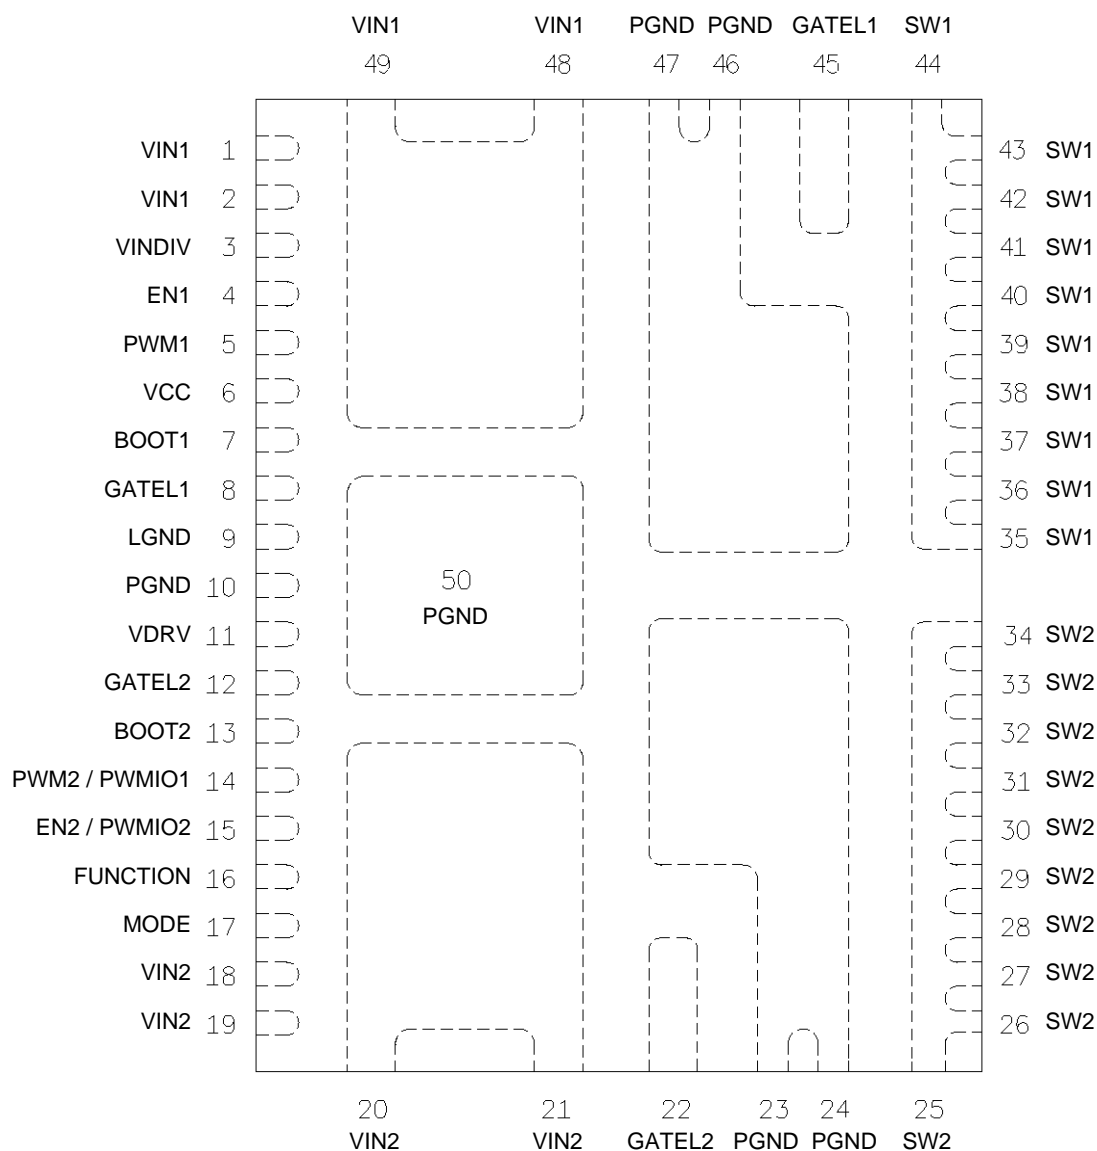 VIN1 VIN1 PGND PGND GATEL1 SW1
49 48 47 46 45 44
VIN1 1 43 SW1
VIN1 2 42 SW1
VINDIV 3 41 SW1
EN1 4 40 SW1
PWM1 5 39 SW1
VCC 6 38 SW1
BOOT1 7 37 SW1
GATEL1 8 36 SW1
LGND 9 35 SW1
50
PGND 10
PGND
VDRV 11 34 SW2
GATEL2 12 33 SW2
BOOT2 13 32 SW2
PWM2 / PWMIO1 14 31 SW2
EN2 / PWMIO2 15 30 SW2
FUNCTION 16 29 SW2
MODE 17 28 SW2
VIN2 18 27 SW2
VIN2 19 26 SW2
20 21 22 23 24 25
VIN2 VIN2 GATEL2 PGND PGND SW2